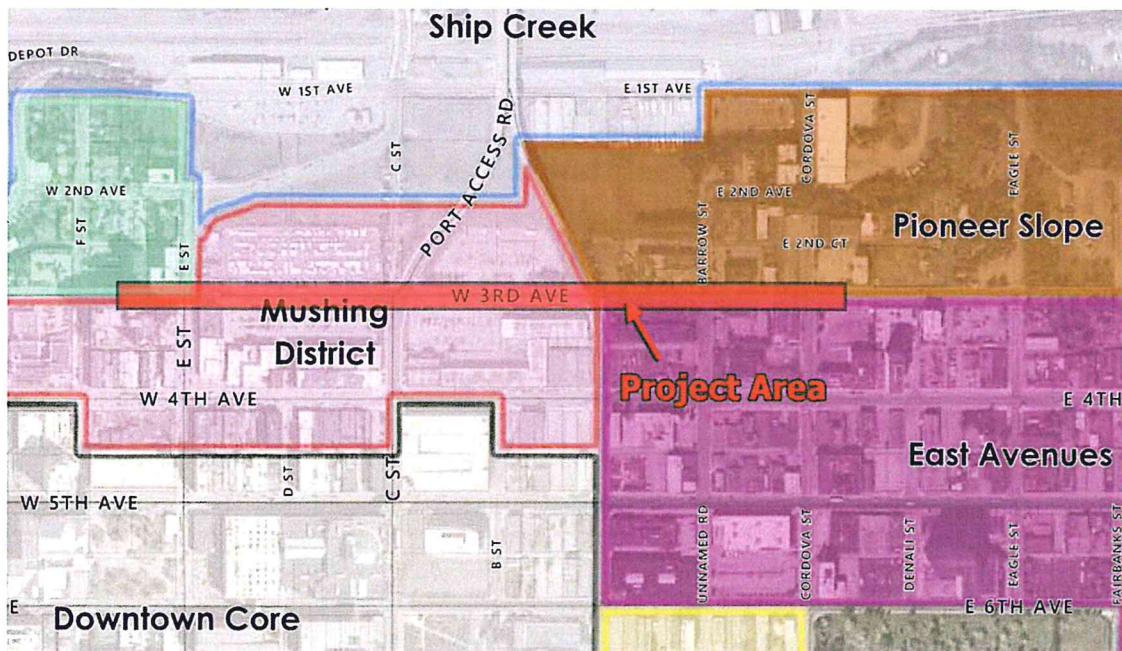 Ship Creek
DEPOT DR
W 1ST AVE
E 1ST AVE
PORT ACCESS RD
C ST
CORDOVA ST
EAGLE ST
W 2ND AVE
E 2ND AVE
F ST
E ST
BARROW ST
E 2ND CT
Pioneer Slope
W 3RD AVE
Mushing
District
E ST
Project Area
W 4TH AVE
E 4TH
East Avenues
D ST
C ST
W 5TH AVE
B ST
UNNAMED RD
CORDOVA ST
DENALI ST
EAGLE ST
FAIRBANKS ST
E
E 6TH AVE
Downtown Core